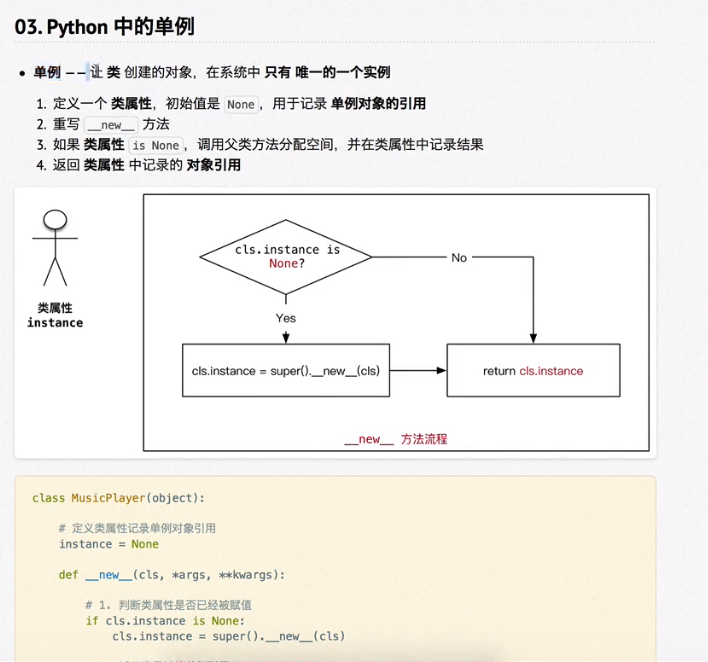 03. Python 中的单例
• 单例 —— 让 类 创建的对象，在系统中 只有 唯一的一个实例
1. 定义一个 类属性，初始值是 None，用于记录 单例对象的引用
2. 重写 __new__ 方法
3. 如果 类属性 is None，调用父类方法分配空间，并在类属性中记录结果
4. 返回 类属性 中记录的 对象引用
cls.instance is
None?
No
类属性
instance
Yes
cls.instance = super().__new__(cls)
return cls.instance
__new__ 方法流程
class MusicPlayer(object):
# 定义类属性记录单例对象引用
instance = None
def __new__(cls, *args, **kwargs):
# 1. 判断类属性是否已经被赋值
if cls.instance is None:
cls.instance = super().__new__(cls)